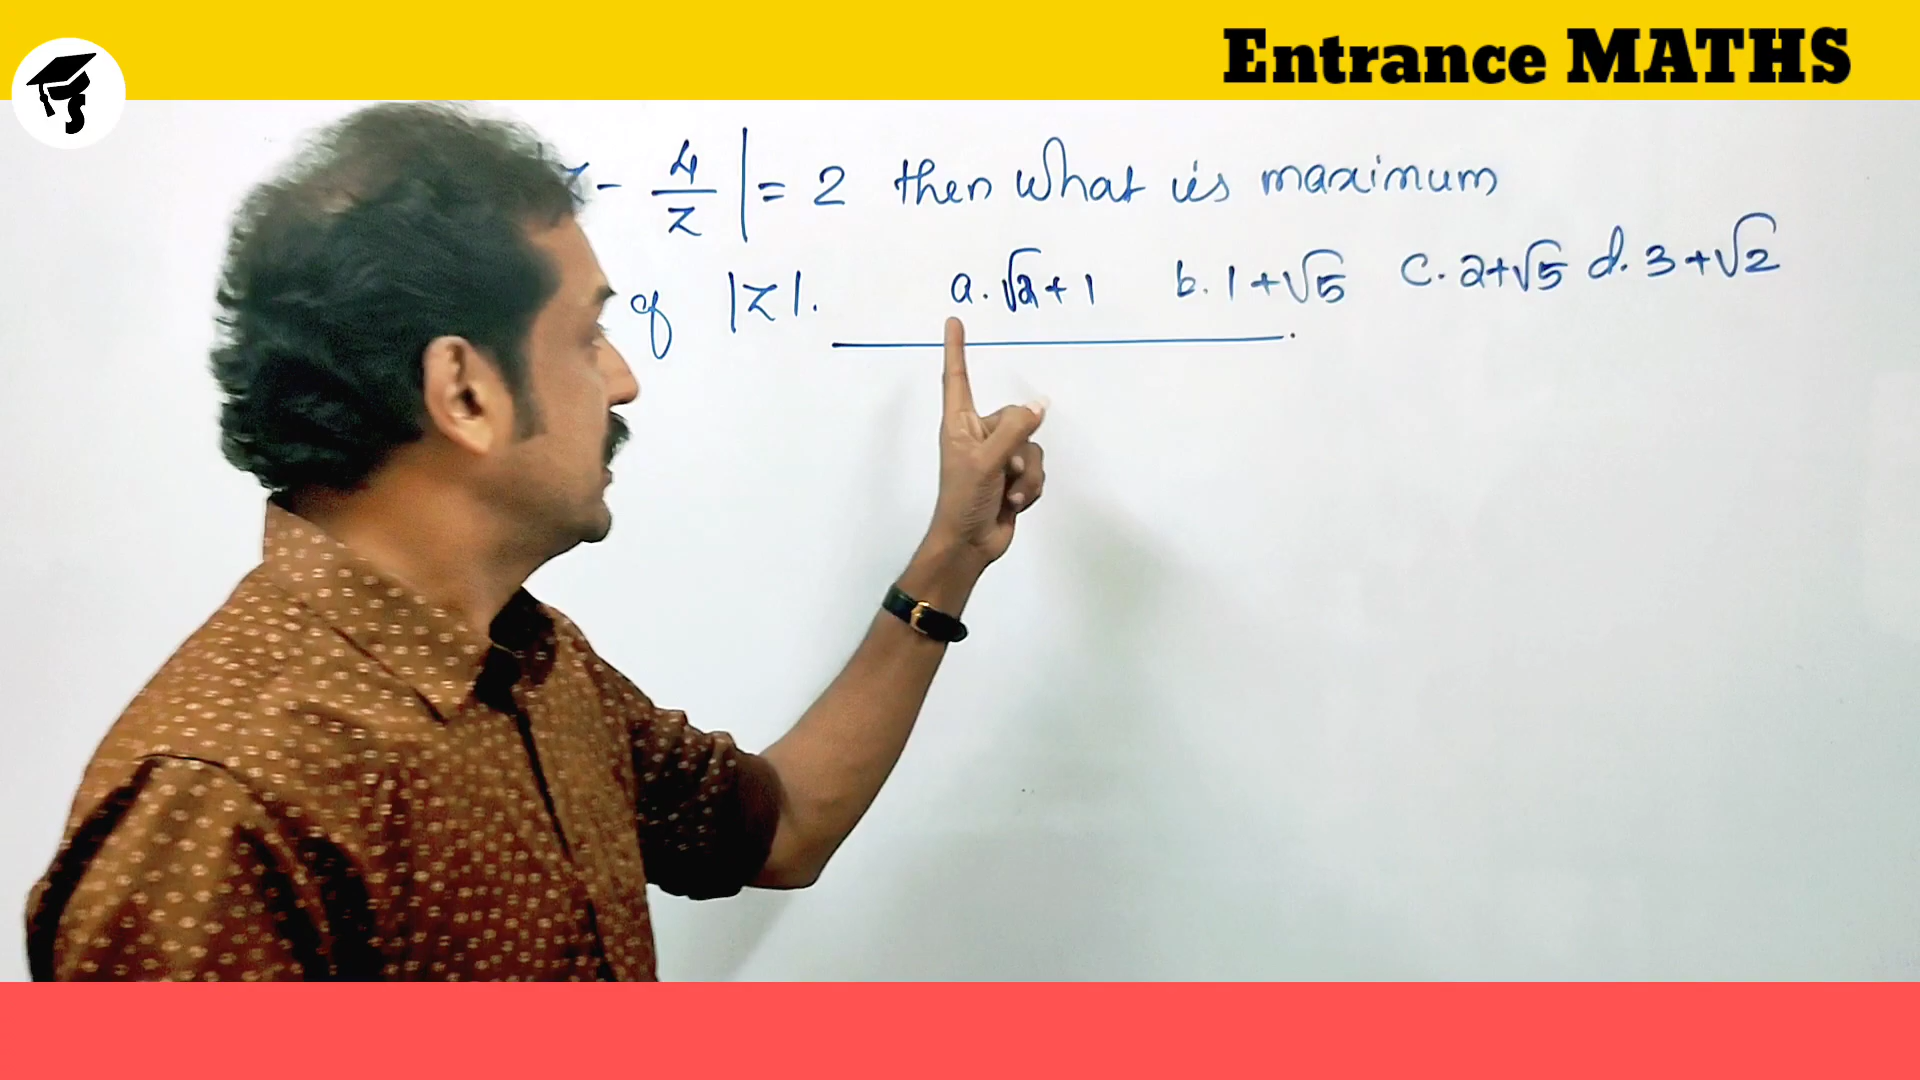 Entrance MATHS
z - 4/z | = 2 then what is maximum
of |z|. a. √2+1 b. 1+√5 c. 2+√5 d. 3+√2